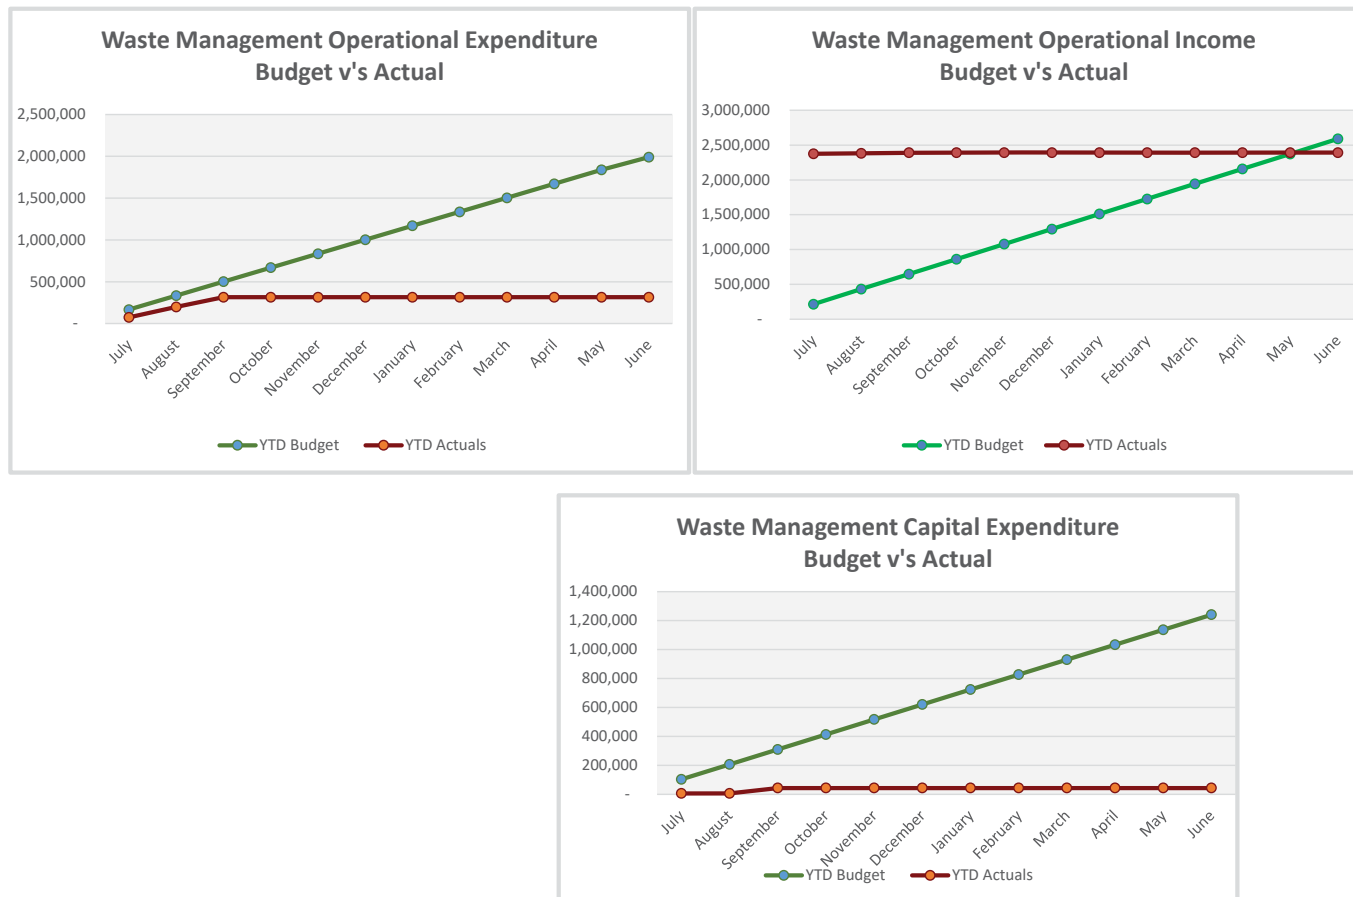 Waste Management Operational Expenditure
Budget v's Actual
2,500,000
2,000,000
1,500,000
1,000,000
500,000
-
July
August
September
October
November
December
January
February
March
April
May
June
YTD Budget
YTD Actuals
Waste Management Operational Income
Budget v's Actual
3,000,000
2,500,000
2,000,000
1,500,000
1,000,000
500,000
-
July
August
September
October
November
December
January
February
March
April
May
June
YTD Budget
YTD Actuals
Waste Management Capital Expenditure
Budget v's Actual
1,400,000
1,200,000
1,000,000
800,000
600,000
400,000
200,000
-
July
August
September
October
November
December
January
February
March
April
May
June
YTD Budget
YTD Actuals